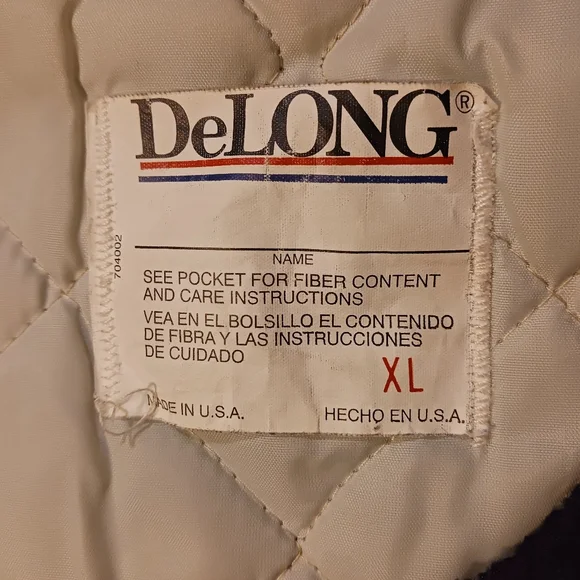 DeLONG®
704002
NAME
SEE POCKET FOR FIBER CONTENT
AND CARE INSTRUCTIONS
VEA EN EL BOLSILLO EL CONTENIDO
DE FIBRA Y LAS INSTRUCCIONES
DE CUIDADO
XL
MADE IN U.S.A. HECHO EN U.S.A.